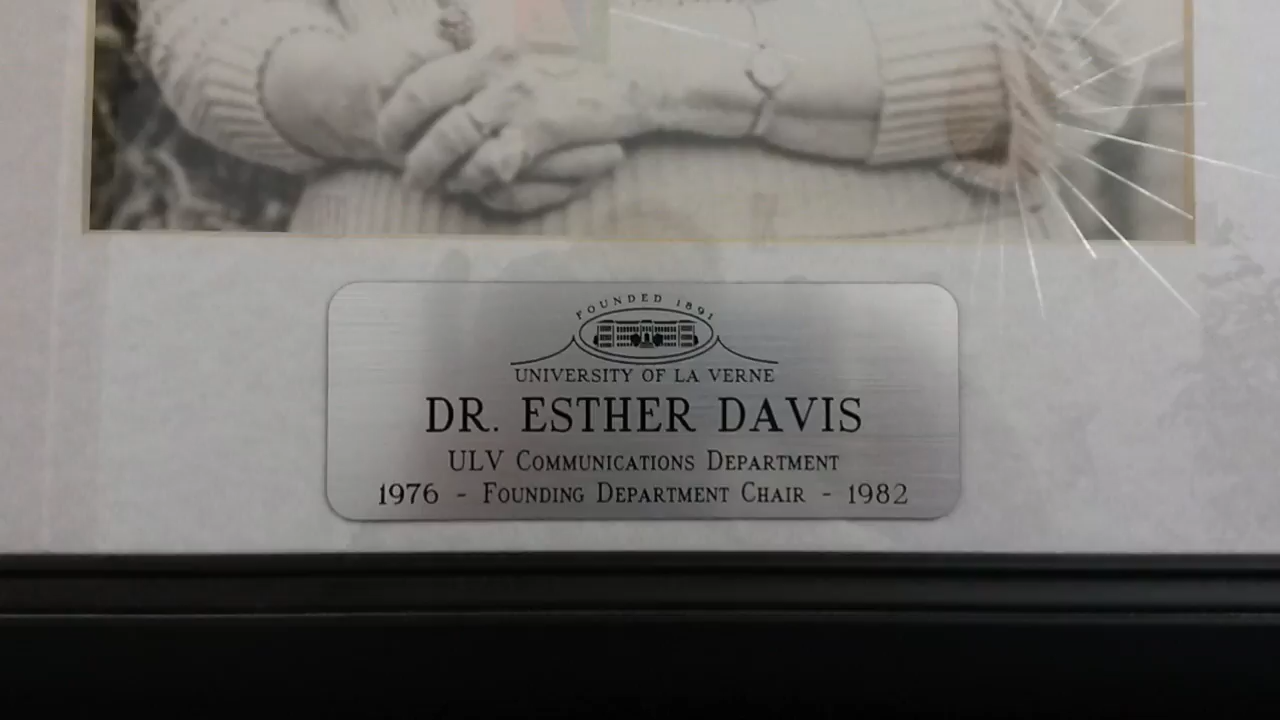 FOUNDED 1891
UNIVERSITY OF LA VERNE
DR. ESTHER DAVIS
ULV COMMUNICATIONS DEPARTMENT
1976 - FOUNDING DEPARTMENT CHAIR - 1982